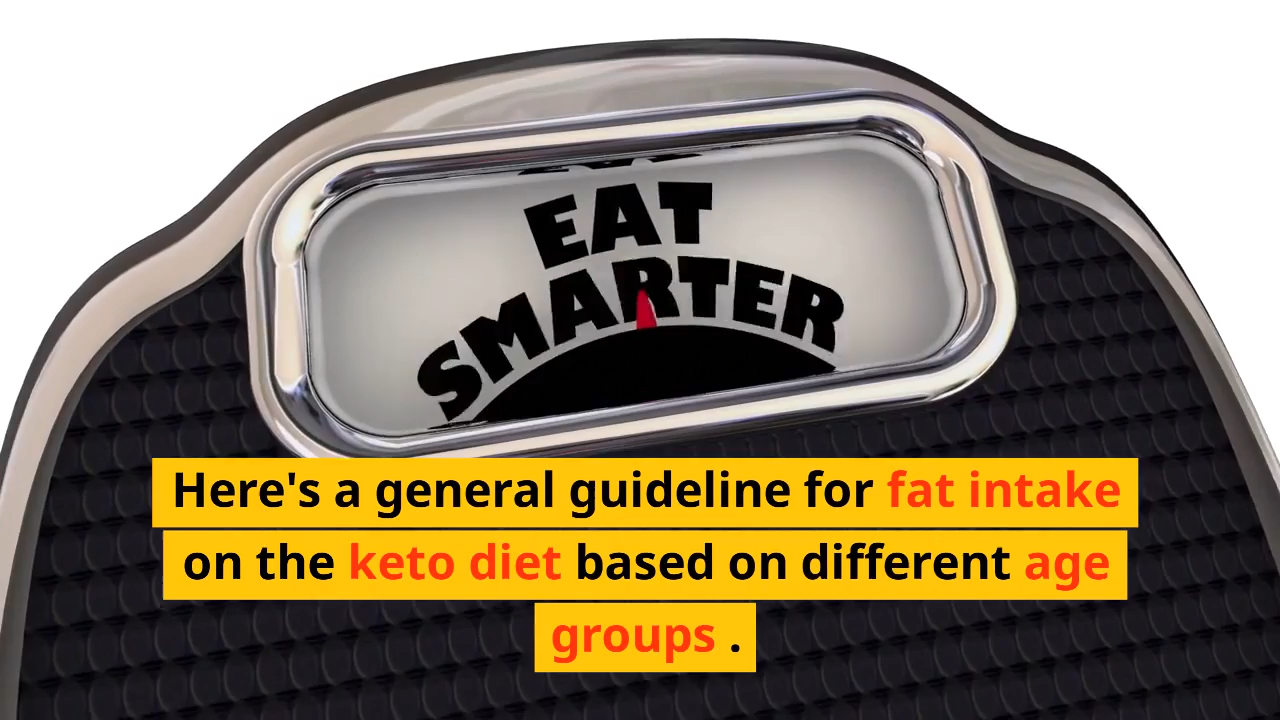 EAT
SMARTER
Here's a general guideline for fat intake
on the keto diet based on different age
groups .